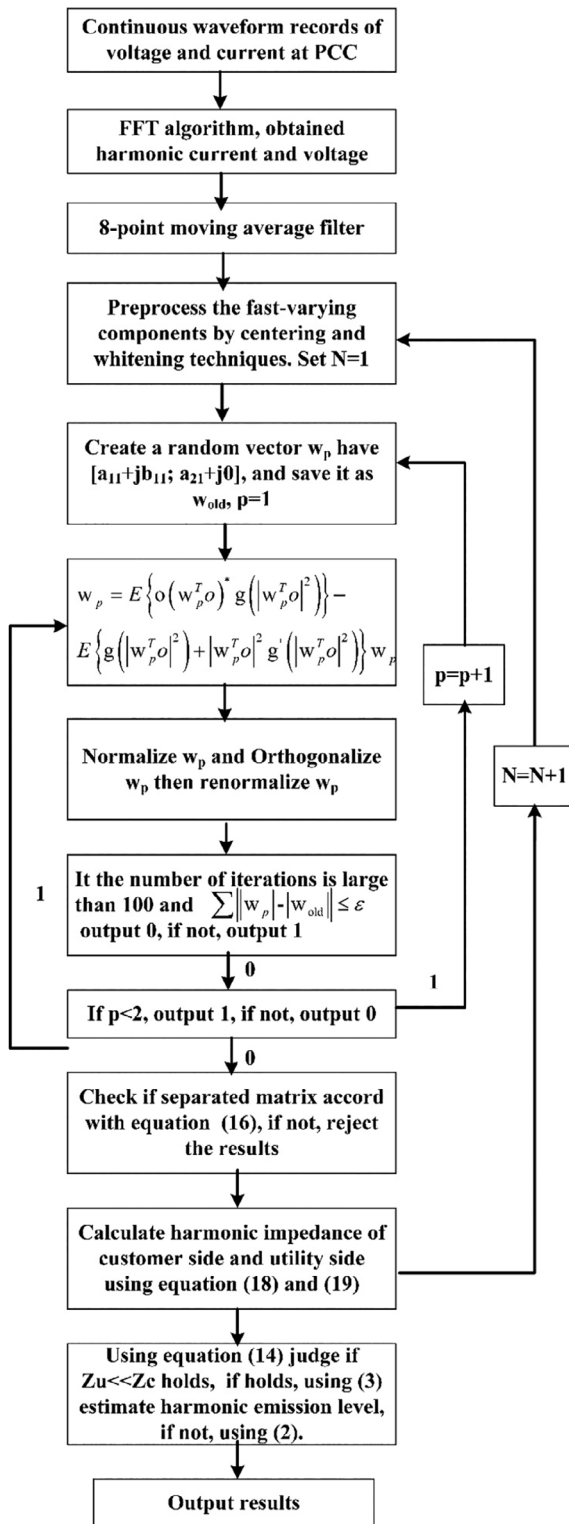 Continuous waveform records of
voltage and current at PCC
FFT algorithm, obtained
harmonic current and voltage
8-point moving average filter
Preprocess the fast-varying
components by centering and
whitening techniques. Set N=1
Create a random vector w_p have
[a₁₁+jb₁₁; a₂₁+j0], and save it as
w_old, p=1
w_p = E{o(w_p^T o)^* g(|w_p^T o|²)} −
E{g(|w_p^T o|²)+|w_p^T o|² g'(|w_p^T o|²)} w_p
p=p+1
Normalize w_p and Orthogonalize
w_p then renormalize w_p
N=N+1
It the number of iterations is large
than 100 and ∑||w_p|-|w_old|| ≤ ε
output 0, if not, output 1
1
0
If p<2, output 1, if not, output 0
1
0
Check if separated matrix accord
with equation (16), if not, reject
the results
Calculate harmonic impedance of
customer side and utility side
using equation (18) and (19)
Using equation (14) judge if
Zu<<Zc holds, if holds, using (3)
estimate harmonic emission level,
if not, using (2).
Output results